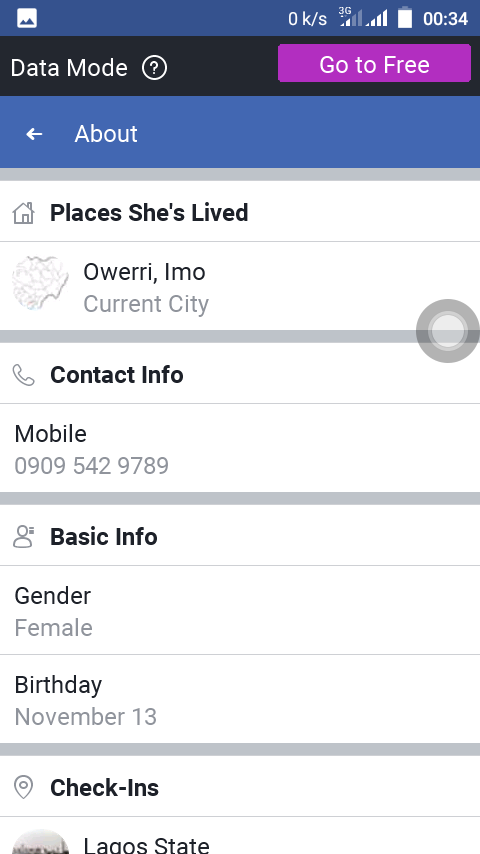 0 k/s 3G 00:34
Data Mode ? Go to Free
About
Places She's Lived
Owerri, Imo
Current City
Contact Info
Mobile
0909 542 9789
Basic Info
Gender
Female
Birthday
November 13
Check-Ins
Lagos State